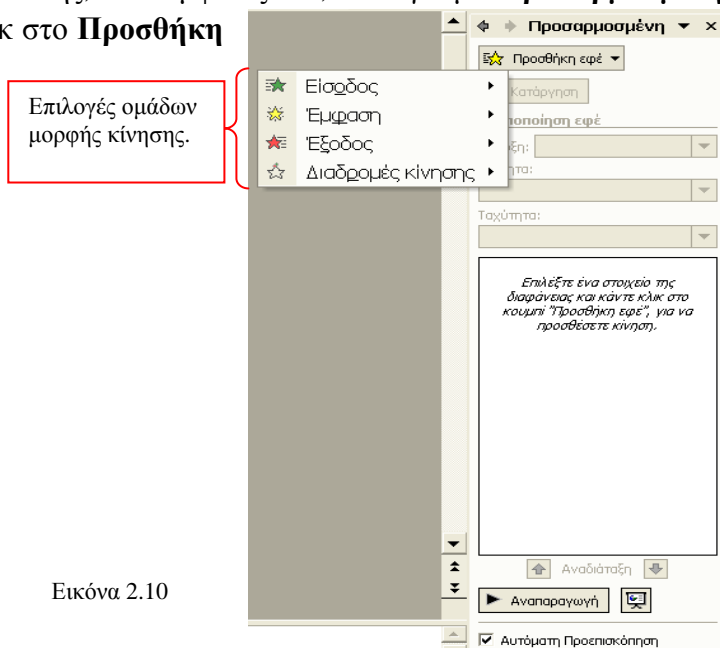 κ στο Προσθήκη
Επιλογές ομάδων
μορφής κίνησης.
Είσοδος
Έμφαση
Έξοδος
Διαδρομές κίνησης
Προσαρμοσμένη
Προσθήκη εφέ
Κατάργηση
ποποίηση εφέ
ξη:
ητα:
Ταχύτητα:
Επιλέξτε ένα στοιχείο της
διαφάνειας και κάντε κλικ στο
κουμπί "Προσθήκη εφέ", για να
προσθέσετε κίνηση.
Αναδιάταξη
Αναπαραγωγή
Αυτόματη Προεπισκόπηση
Εικόνα 2.10